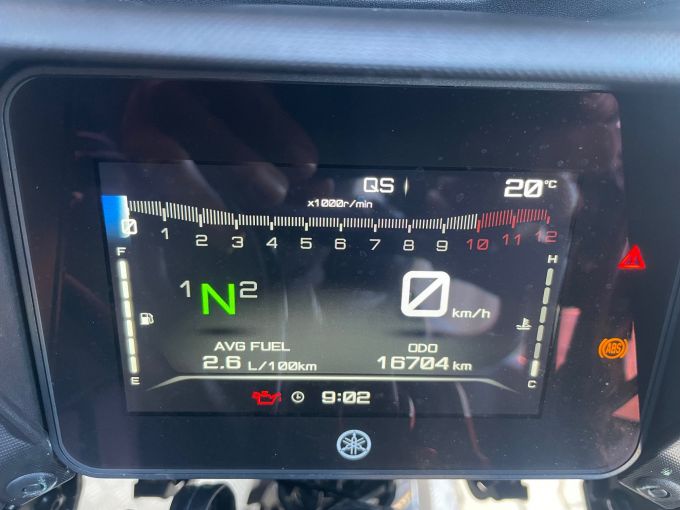 QS
20°C
x1000r/min
0 1 2 3 4 5 6 7 8 9 10 11 12
F
H
1 N 2
0 km/h
AVG FUEL
ODO
2.6 L/100km
16704 km
E
C
9:02
ABS